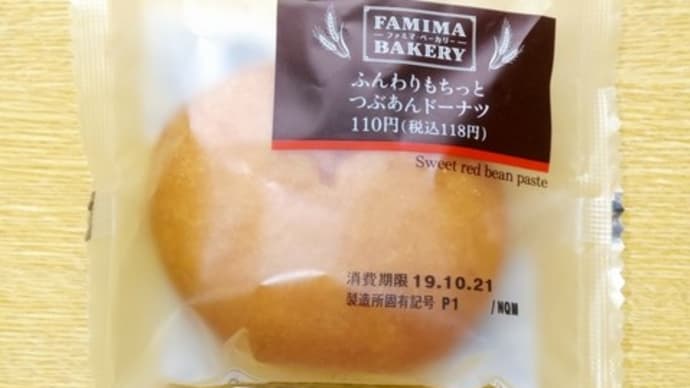 FAMIMA
ファミマ・ベーカリー
BAKERY
ふんわりもちっと
つぶあんドーナツ
110円(税込118円)
Sweet red bean paste
消費期限 19.10.21
製造所固有記号 P1 /NQM